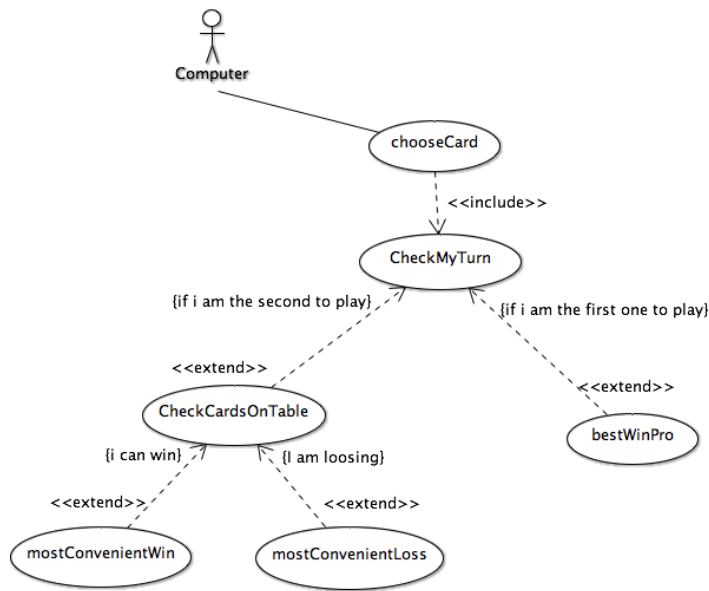 Computer
chooseCard
<<include>>
CheckMyTurn
{if i am the second to play}
{if i am the first one to play}
<<extend>>
<<extend>>
CheckCardsOnTable
bestWinPro
{i can win}
{I am loosing}
<<extend>>
<<extend>>
mostConvenientWin
mostConvenientLoss